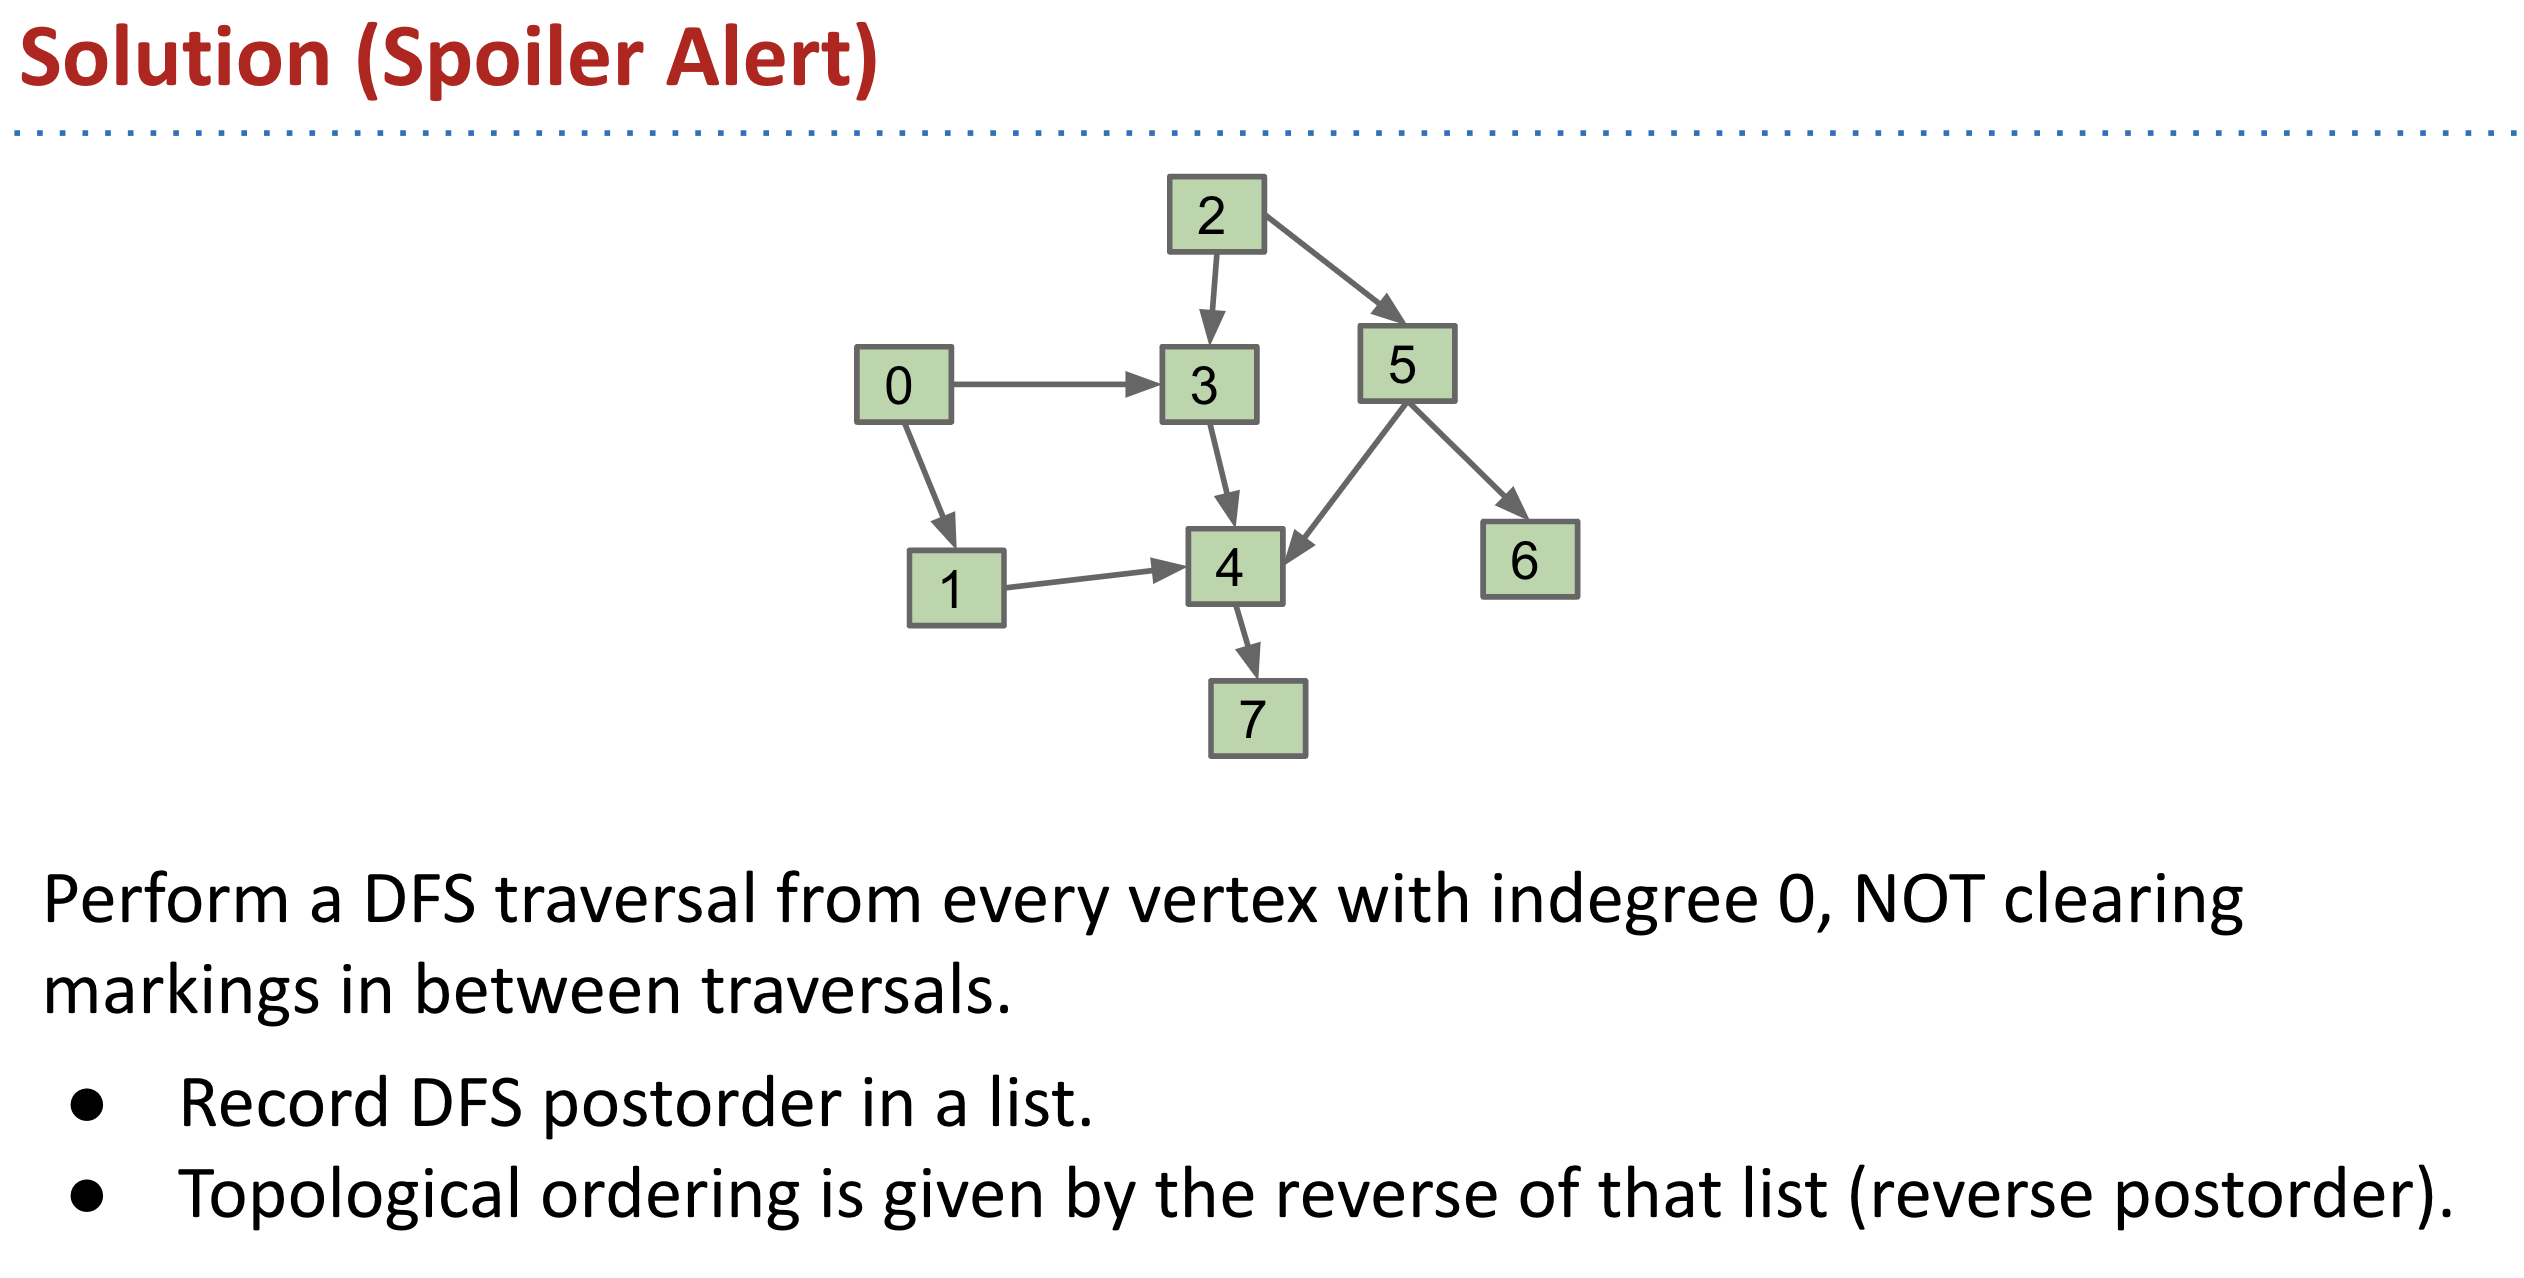 Solution (Spoiler Alert)
2
5
0
3
6
4
1
7
Perform a DFS traversal from every vertex with indegree 0, NOT clearing
markings in between traversals.
● Record DFS postorder in a list.
● Topological ordering is given by the reverse of that list (reverse postorder).